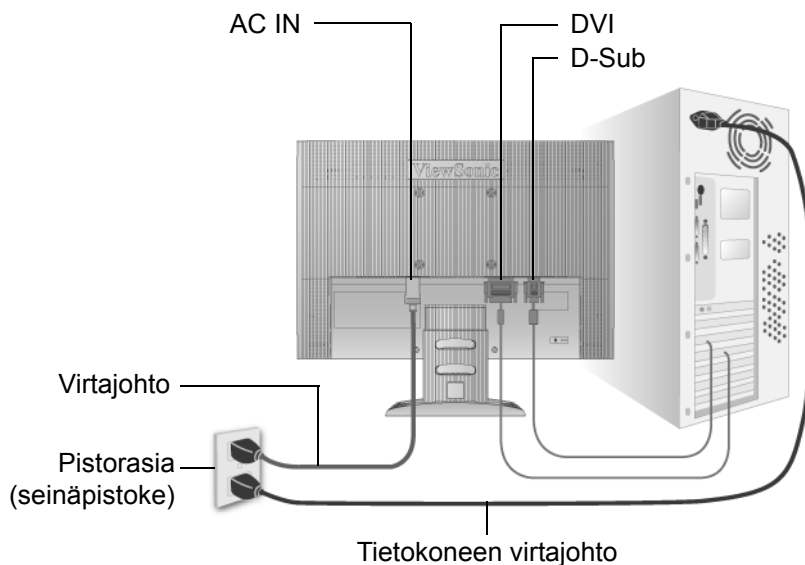 AC IN
DVI
D-Sub
ViewSonic
Virtajohto
Pistorasia
(seinäpistoke)
Tietokoneen virtajohto